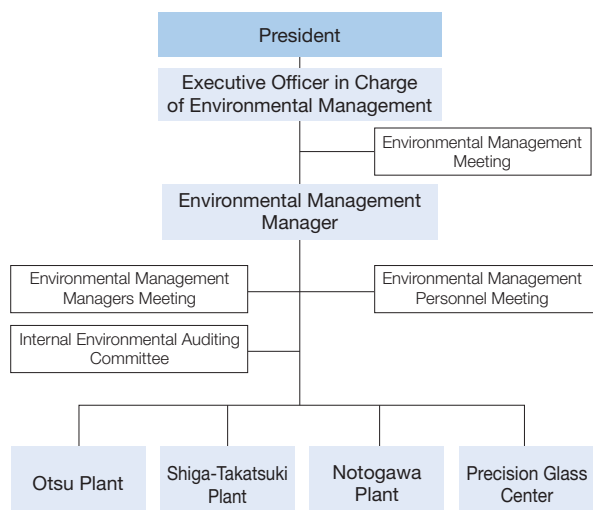 President
Executive Officer in Charge
of Environmental Management
Environmental Management
Meeting
Environmental Management
Manager
Environmental Management
Managers Meeting
Environmental Management
Personnel Meeting
Internal Environmental Auditing
Committee
Otsu Plant
Shiga-Takatsuki
Plant
Notogawa
Plant
Precision Glass
Center